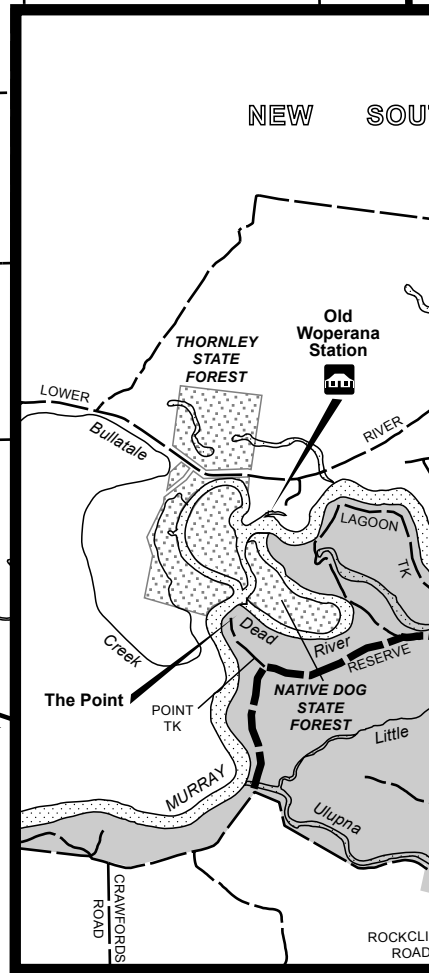 NEW SOU
Old
Woperana
Station
THORNLEY
STATE
FOREST
LOWER
RIVER
Bullatale
LAGOON
TK
Creek
Dead
River
RESERVE
The Point
POINT
TK
NATIVE DOG
STATE
FOREST
Little
MURRAY
Ulupna
CRAWFORDS
ROAD
ROCKCLI
ROAD